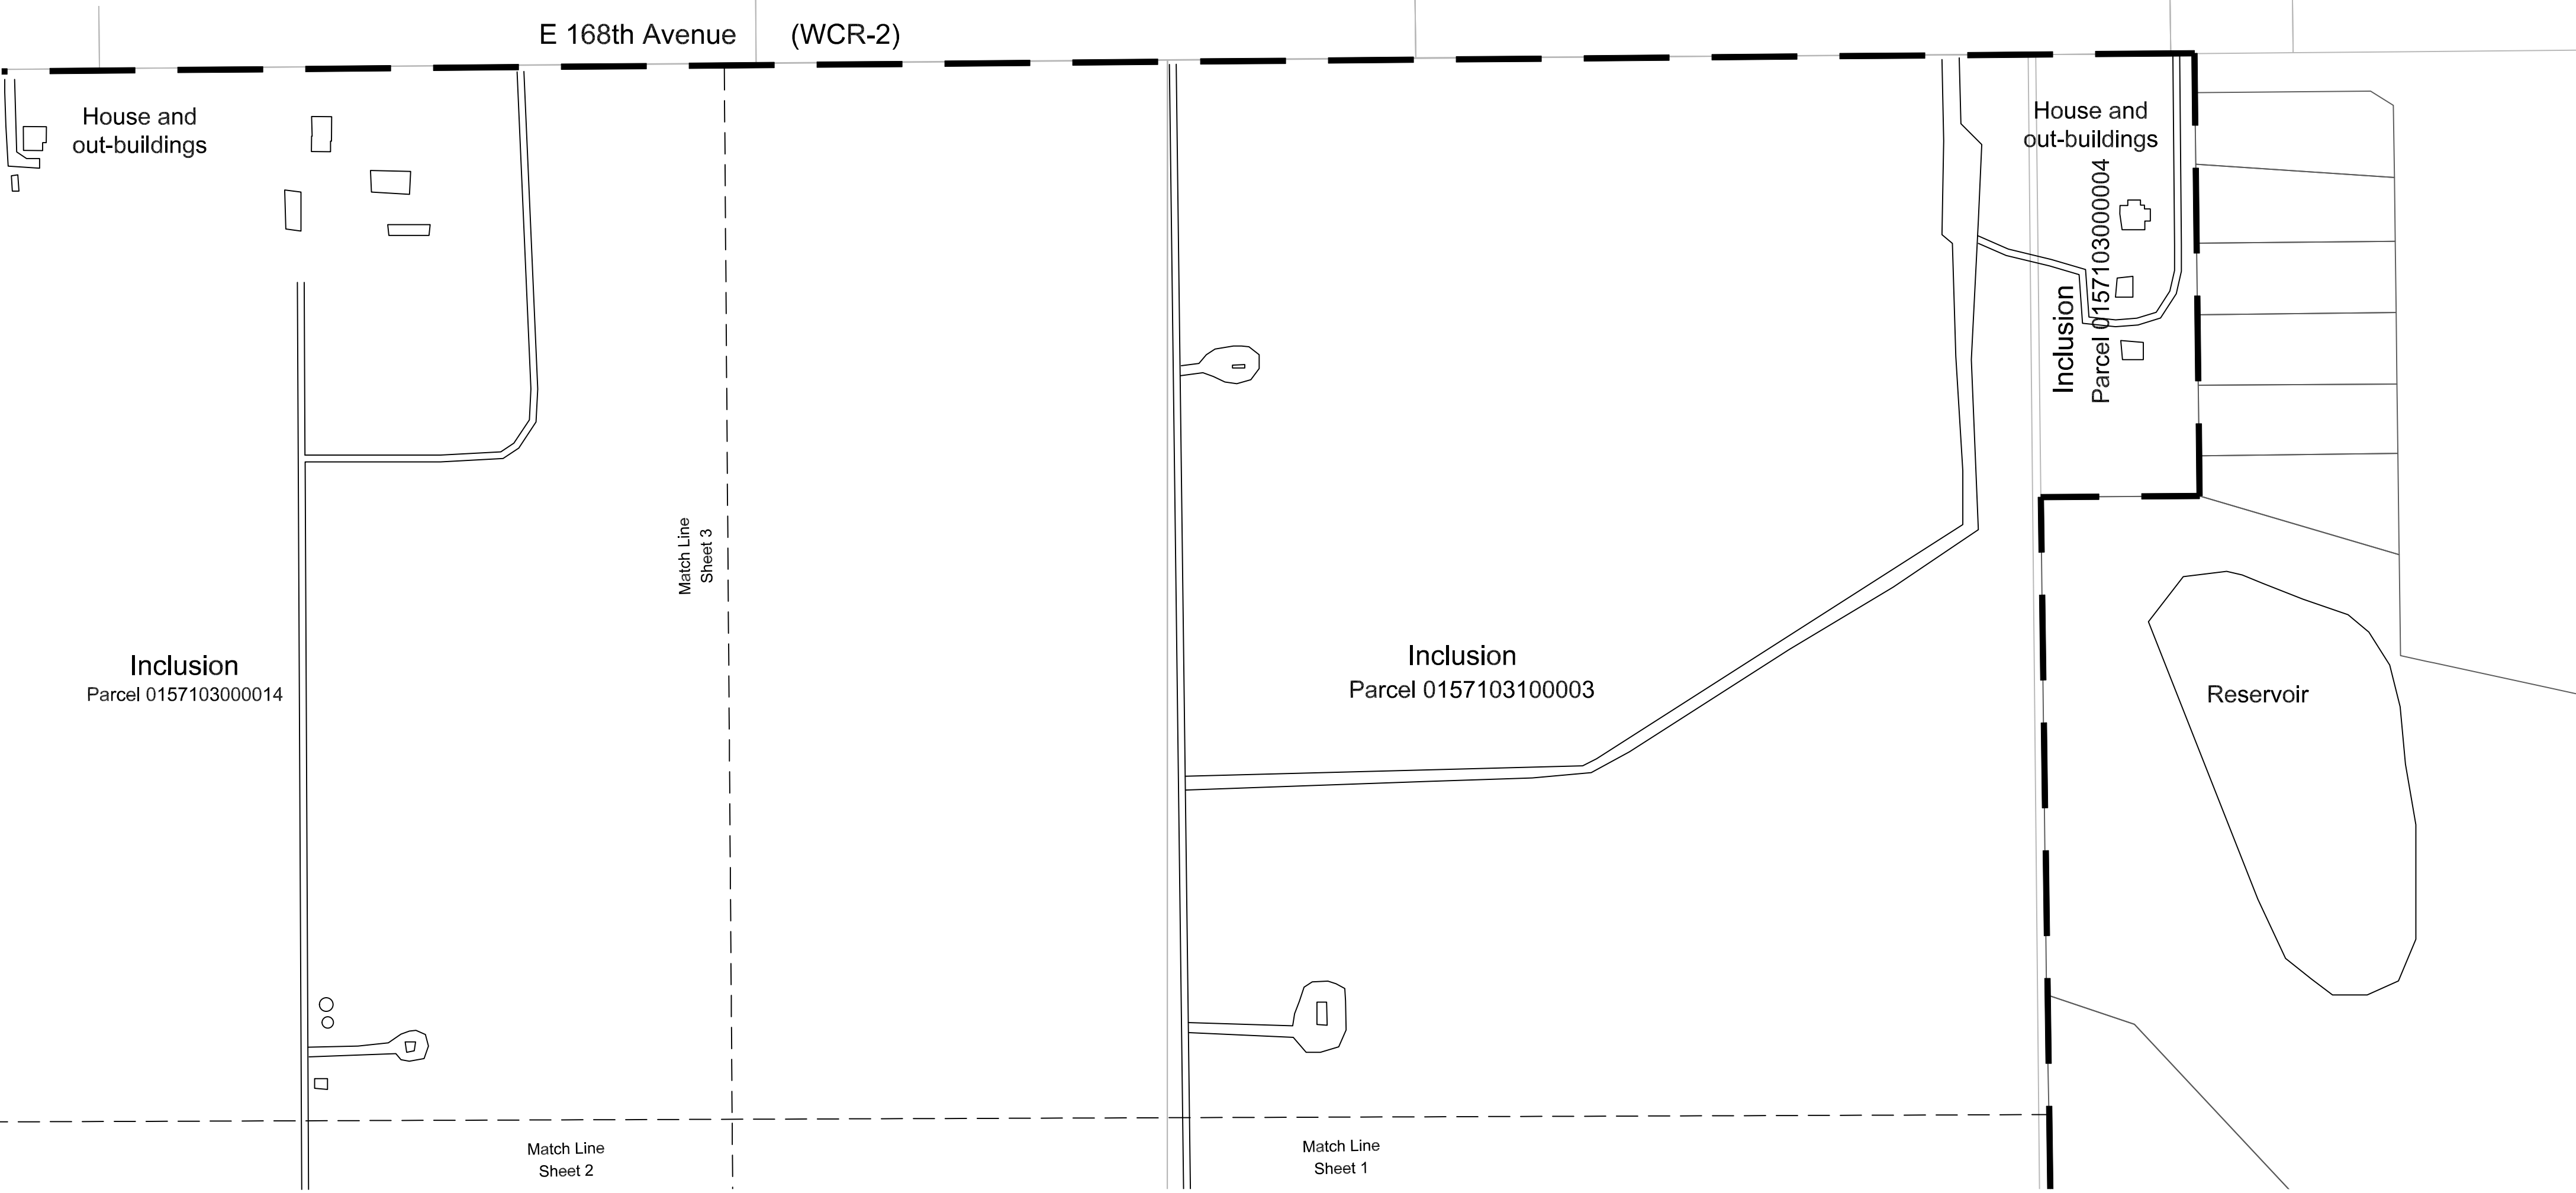 E 168th Avenue (WCR-2)
House and
out-buildings
House and
out-buildings
Inclusion
Parcel 0157103000004
Match Line
Sheet 3
Inclusion
Parcel 0157103000014
Inclusion
Parcel 0157103100003
Reservoir
Match Line
Sheet 2
Match Line
Sheet 1